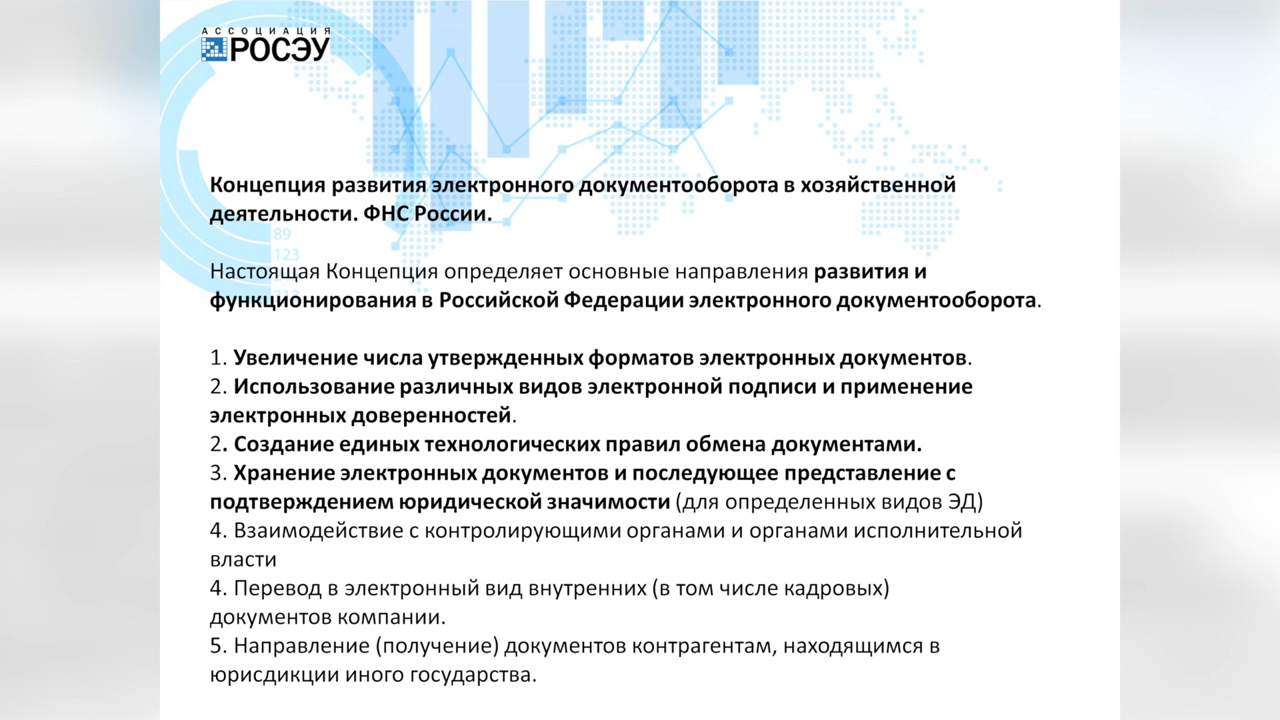 АССОЦИАЦИЯ
РОСЭУ
Концепция развития электронного документооборота в хозяйственной
деятельности. ФНС России.
89
123
Настоящая Концепция определяет основные направления развития и
функционирования в Российской Федерации электронного документооборота.
1. Увеличение числа утвержденных форматов электронных документов.
2. Использование различных видов электронной подписи и применение
электронных доверенностей.
2. Создание единых технологических правил обмена документами.
3. Хранение электронных документов и последующее представление с
подтверждением юридической значимости (для определенных видов ЭД)
4. Взаимодействие с контролирующими органами и органами исполнительной
власти
4. Перевод в электронный вид внутренних (в том числе кадровых)
документов компании.
5. Направление (получение) документов контрагентам, находящимся в
юрисдикции иного государства.